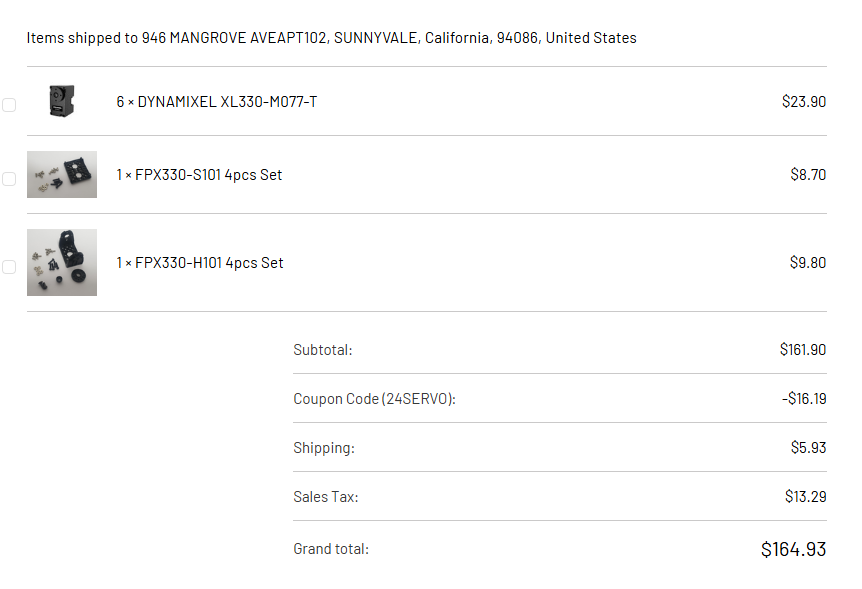 Items shipped to 946 MANGROVE AVEAPT102, SUNNYVALE, California, 94086, United States
6 × DYNAMIXEL XL330-M077-T $23.90
1 × FPX330-S101 4pcs Set $8.70
1 × FPX330-H101 4pcs Set $9.80
Subtotal: $161.90
Coupon Code (24SERVO): -$16.19
Shipping: $5.93
Sales Tax: $13.29
Grand total: $164.93